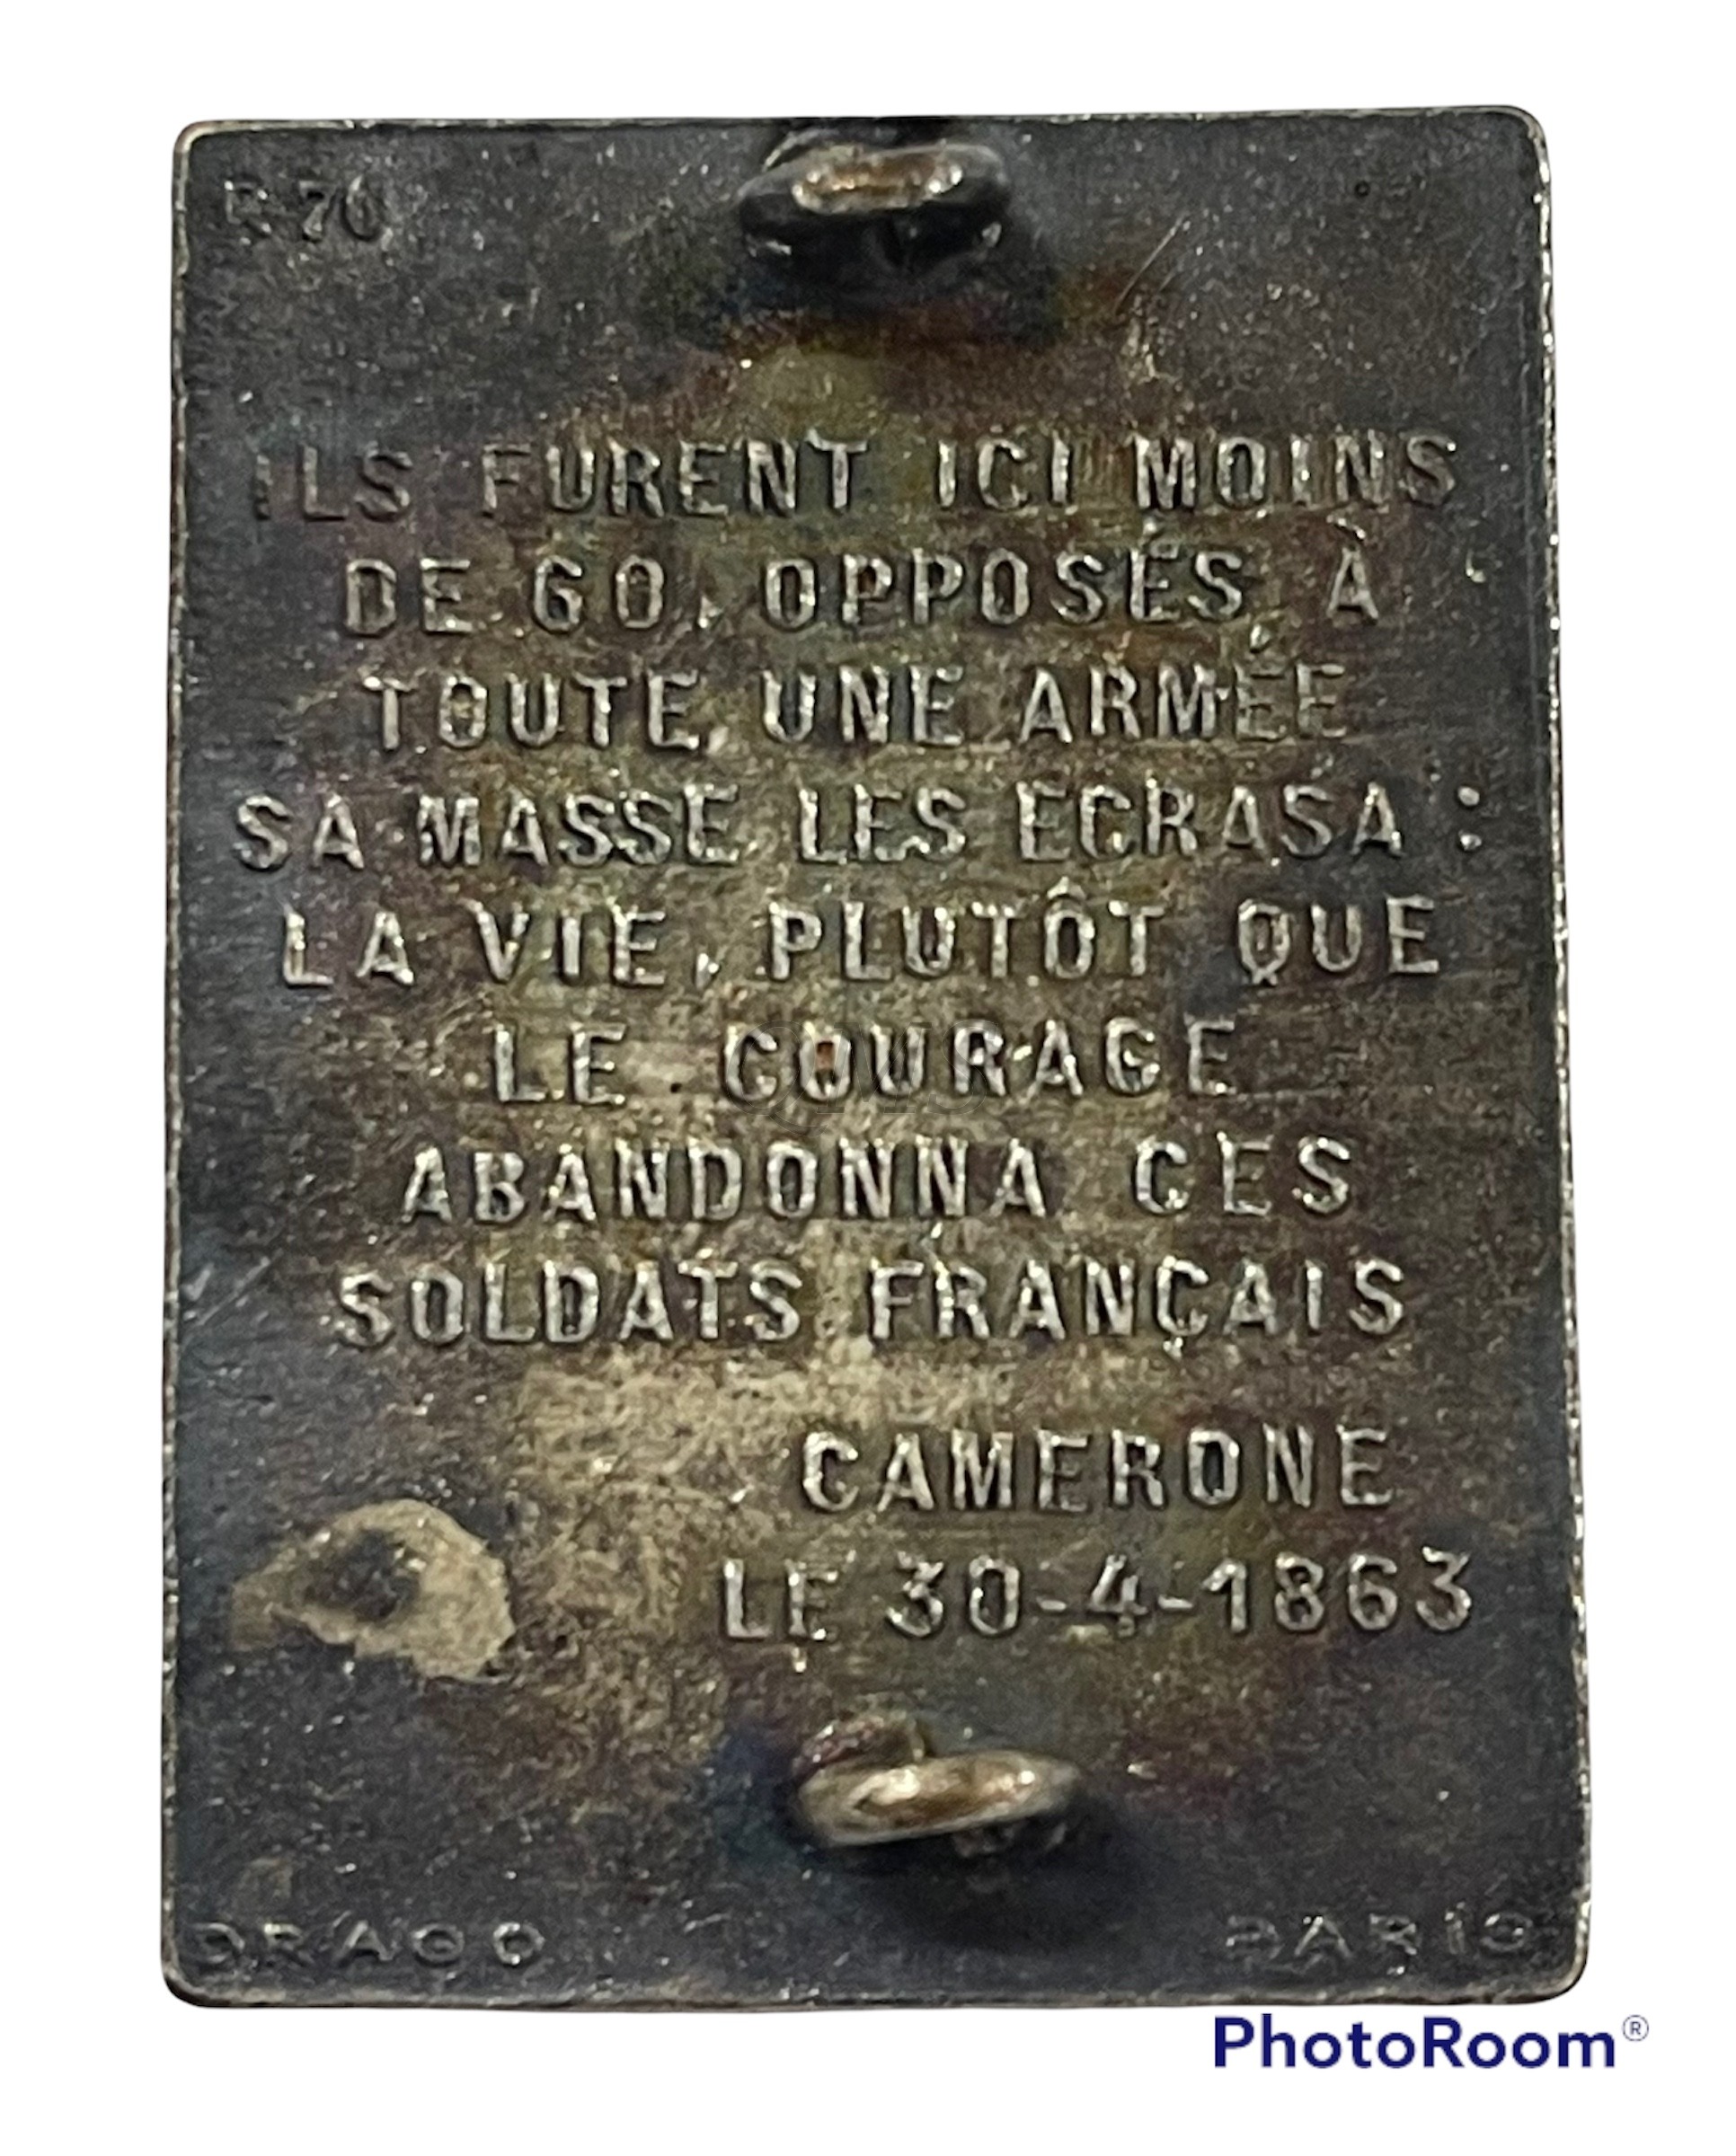 R 76
ILS FURENT ICI MOINS
DE 60, OPPOSÉS À
TOUTE UNE ARMÉE
SA MASSE LES ECRASA :
LA VIE, PLUTÔT QUE
LE COURAGE
ABANDONNA CES
SOLDATS FRANÇAIS
CAMERONE
LE 30-4-1863
DRAGO PARIS
PhotoRoom®